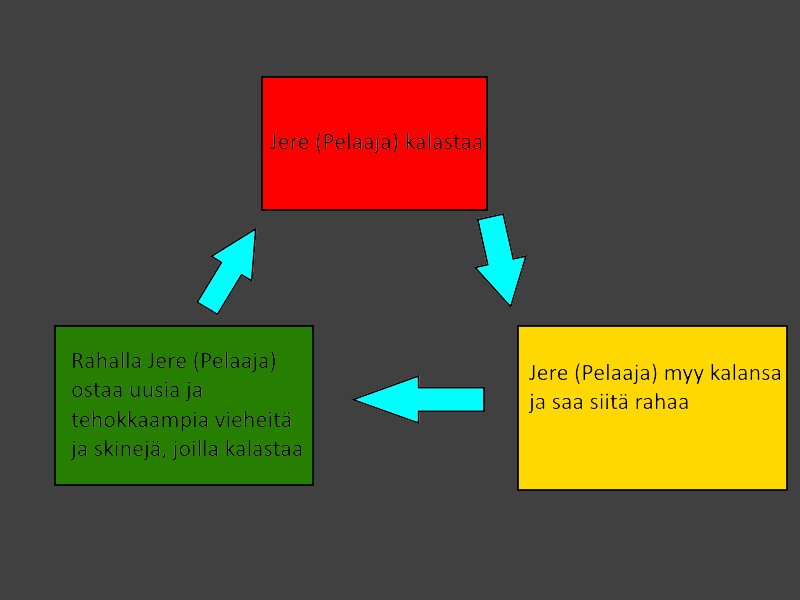 Jere (Pelaaja) kalastaa
Jere (Pelaaja) myy kalansa
ja saa siitä rahaa
Rahalla Jere (Pelaaja)
ostaa uusia ja
tehokkaampia vieheitä
ja skinejä, joilla kalastaa